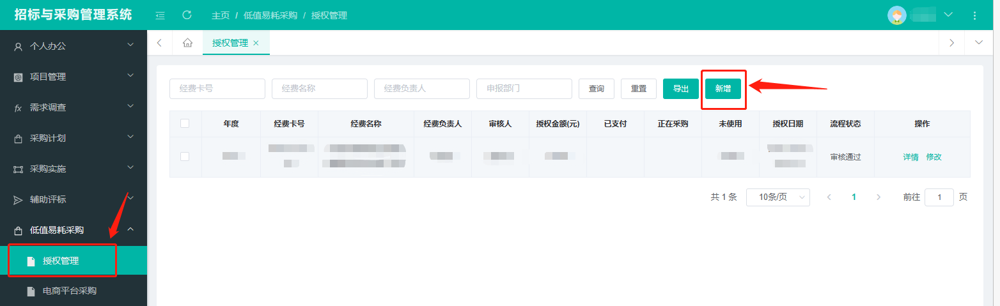 招标与采购管理系统
主页 / 低值易耗采购 / 授权管理
个人办公
项目管理
需求调查
采购计划
采购实施
辅助评标
低值易耗采购
授权管理
电商平台采购
授权管理 ×
经费卡号 经费名称 经费负责人 申报部门 查询 重置 导出 新增
年度 经费卡号 经费名称 经费负责人 审核人 授权金额(元) 已支付 正在采购 未使用 授权日期 流程状态 操作
审核通过 详情 修改
共 1 条 10条/页 1 前往 1 页